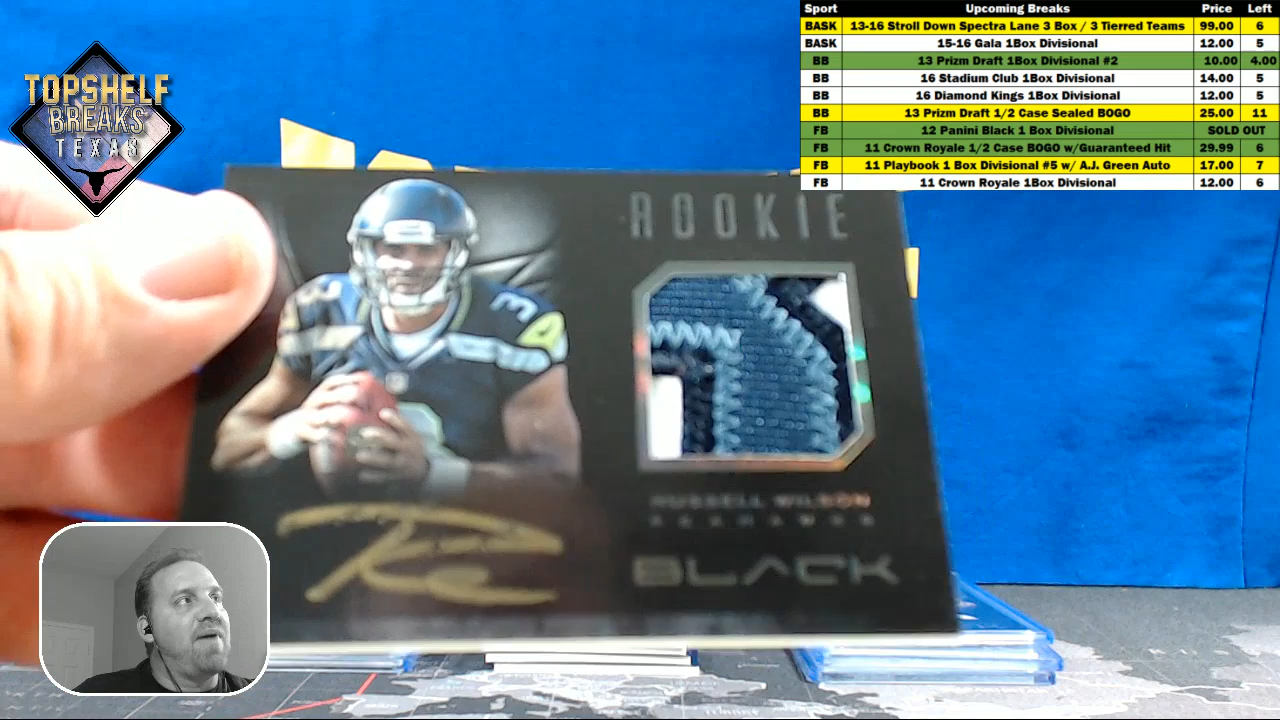 TOPSHELF
BREAKS
TEXAS
Sport Upcoming Breaks Price Left
BASK 13-16 Stroll Down Spectra Lane 3 Box / 3 Tierred Teams 99.00 6
BASK 15-16 Gala 1Box Divisional 12.00 5
BB 13 Prizm Draft 1Box Divisional #2 10.00 4.00
BB 16 Stadium Club 1Box Divisional 14.00 5
BB 16 Diamond Kings 1Box Divisional 12.00 5
BB 13 Prizm Draft 1/2 Case Sealed BOGO 25.00 11
FB 12 Panini Black 1 Box Divisional SOLD OUT
FB 11 Crown Royale 1/2 Case BOGO w/Guaranteed Hit 29.99 6
FB 11 Playbook 1 Box Divisional #5 w/ A.J. Green Auto 17.00 7
FB 11 Crown Royale 1Box Divisional 12.00 6
ROOKIE
3
RUSSELL WILSON
SEAHAWKS
BLACK